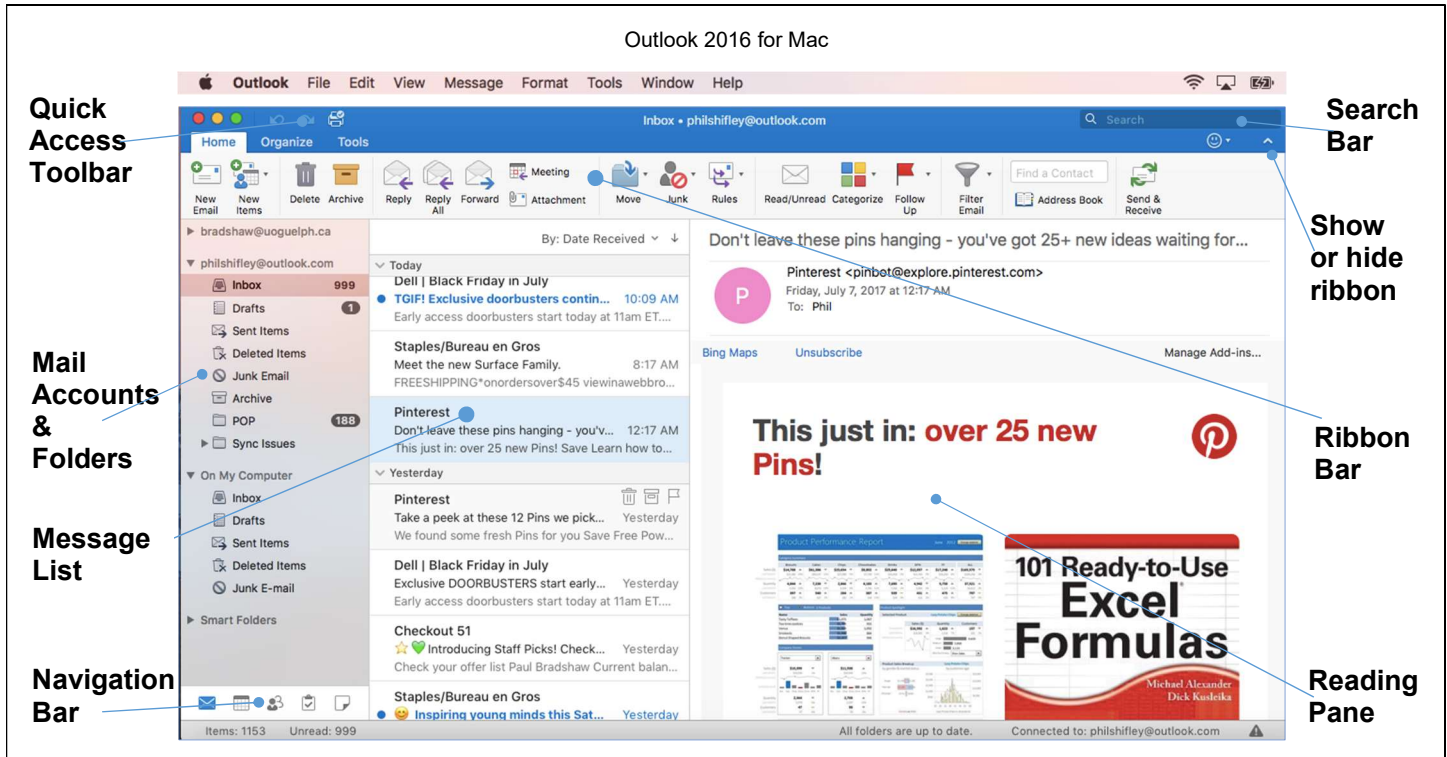 Outlook 2016 for Mac
Outlook File Edit View Message Format Tools Window Help
Quick
Access
Toolbar
Inbox • philshifley@outlook.com
Search
Search
Bar
Home Organize Tools
New
Email
New
Items
Delete
Archive
Reply
Reply
All
Forward
Meeting
Attachment
Move
Junk
Rules
Read/Unread
Categorize
Follow
Up
Filter
Email
Find a Contact
Address Book
Send &
Receive
Show
or hide
ribbon
bradshaw@uoguelph.ca
philshifley@outlook.com
Inbox 999
Drafts 1
Sent Items
Deleted Items
Junk Email
Archive
POP 188
Sync Issues
On My Computer
Inbox
Drafts
Sent Items
Deleted Items
Junk E-mail
Smart Folders
Mail
Accounts
&
Folders
Message
List
Navigation
Bar
By: Date Received
Today
Dell | Black Friday in July
TGIF! Exclusive doorbusters contin... 10:09 AM
Early access doorbusters start today at 11am ET....
Staples/Bureau en Gros
Meet the new Surface Family. 8:17 AM
FREESHIPPING*onordersover$45 viewinawebbro...
Pinterest
Don't leave these pins hanging - you'v... 12:17 AM
This just in: over 25 new Pins! Save Learn how to...
Yesterday
Pinterest
Take a peek at these 12 Pins we pick... Yesterday
We found some fresh Pins for you Save Free Pow...
Dell | Black Friday in July
Exclusive DOORBUSTERS start early... Yesterday
Early access doorbusters start today at 11am ET....
Checkout 51
Introducing Staff Picks! Check... Yesterday
Check your offer list Paul Bradshaw Current balan...
Staples/Bureau en Gros
Inspiring young minds this Sat... Yesterday
Don't leave these pins hanging - you've got 25+ new ideas waiting for...
P
Pinterest <pinbot@explore.pinterest.com>
Friday, July 7, 2017 at 12:17 AM
To: Phil
Bing Maps Unsubscribe Manage Add-ins...
This just in: over 25 new
Pins!
Product Performance Report
101 Ready-to-Use
Excel
Formulas
Michael Alexander
Dick Kusleika
Ribbon
Bar
Reading
Pane
Items: 1153 Unread: 999 All folders are up to date. Connected to: philshifley@outlook.com